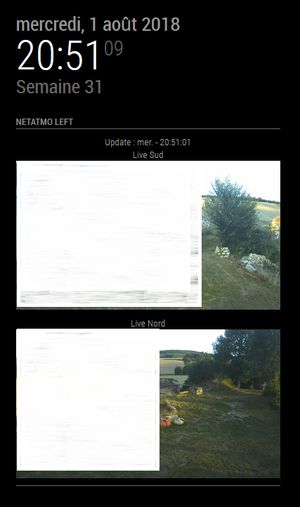 mercredi, 1 août 2018
20:51 09
Semaine 31
NETATMO LEFT
Update : mer. - 20:51:01
Live Sud
Live Nord